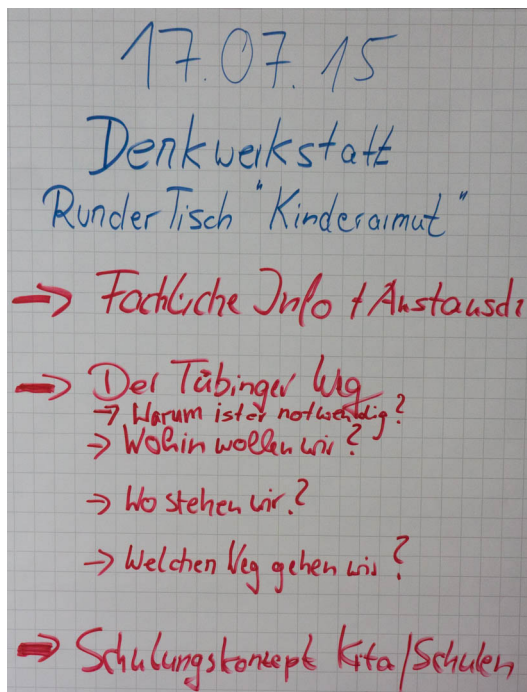 17.07.15
Denkwerkstatt
Runder Tisch "Kinderarmut"
→ Fachliche Info + Austausch
→ Der Tübinger Weg
→ Warum ist er notwendig?
→ Wohin wollen wir?
→ Wo stehen wir?
→ Welchen Weg gehen wir?
→ Schulungskonzept Kita/Schulen